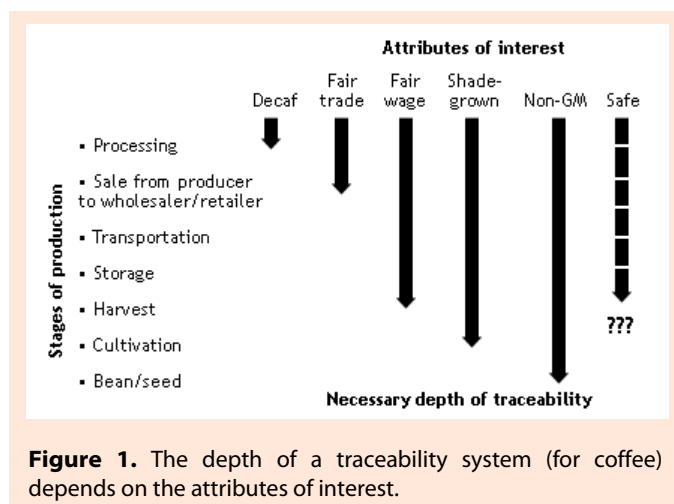 Attributes of interest
Decaf Fair trade Fair wage Shade-grown Non-GM Safe
Stages of production
▪ Processing
▪ Sale from producer
to wholesaler/retailer
▪ Transportation
▪ Storage
▪ Harvest
▪ Cultivation
▪ Bean/seed
???
Necessary depth of traceability
Figure 1. The depth of a traceability system (for coffee)
depends on the attributes of interest.